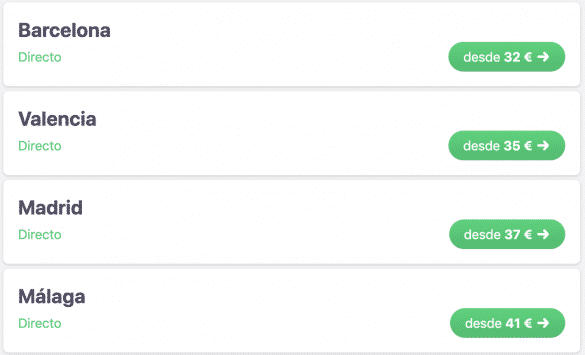 Barcelona
Directo
desde 32 € →
Valencia
Directo
desde 35 € →
Madrid
Directo
desde 37 € →
Málaga
Directo
desde 41 € →